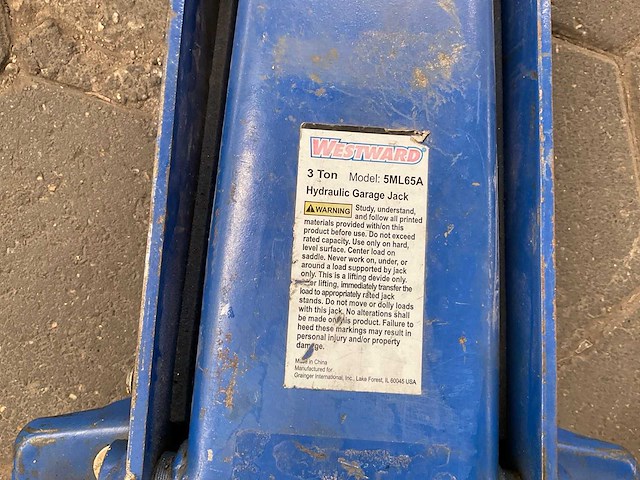 WESTWARD®
3 Ton Model: 5ML65A
Hydraulic Garage Jack
WARNING Study, understand,
and follow all printed
materials provided with/on this
product before use. Do not exceed
rated capacity. Use only on hard,
level surface. Center load on
saddle. Never work on, under, or
around a load supported by jack
only. This is a lifting devide only.
lifting, immediately transfer the
load to appropriately rated jack
stands. Do not move or dolly loads
with this jack. No alterations shall
be made product. Failure to
heed these markings may result in
personal injury and/or property
damage.
Made in China
Manufactured for
Grainger International, Inc., Lake Forest, IL 60045 USA